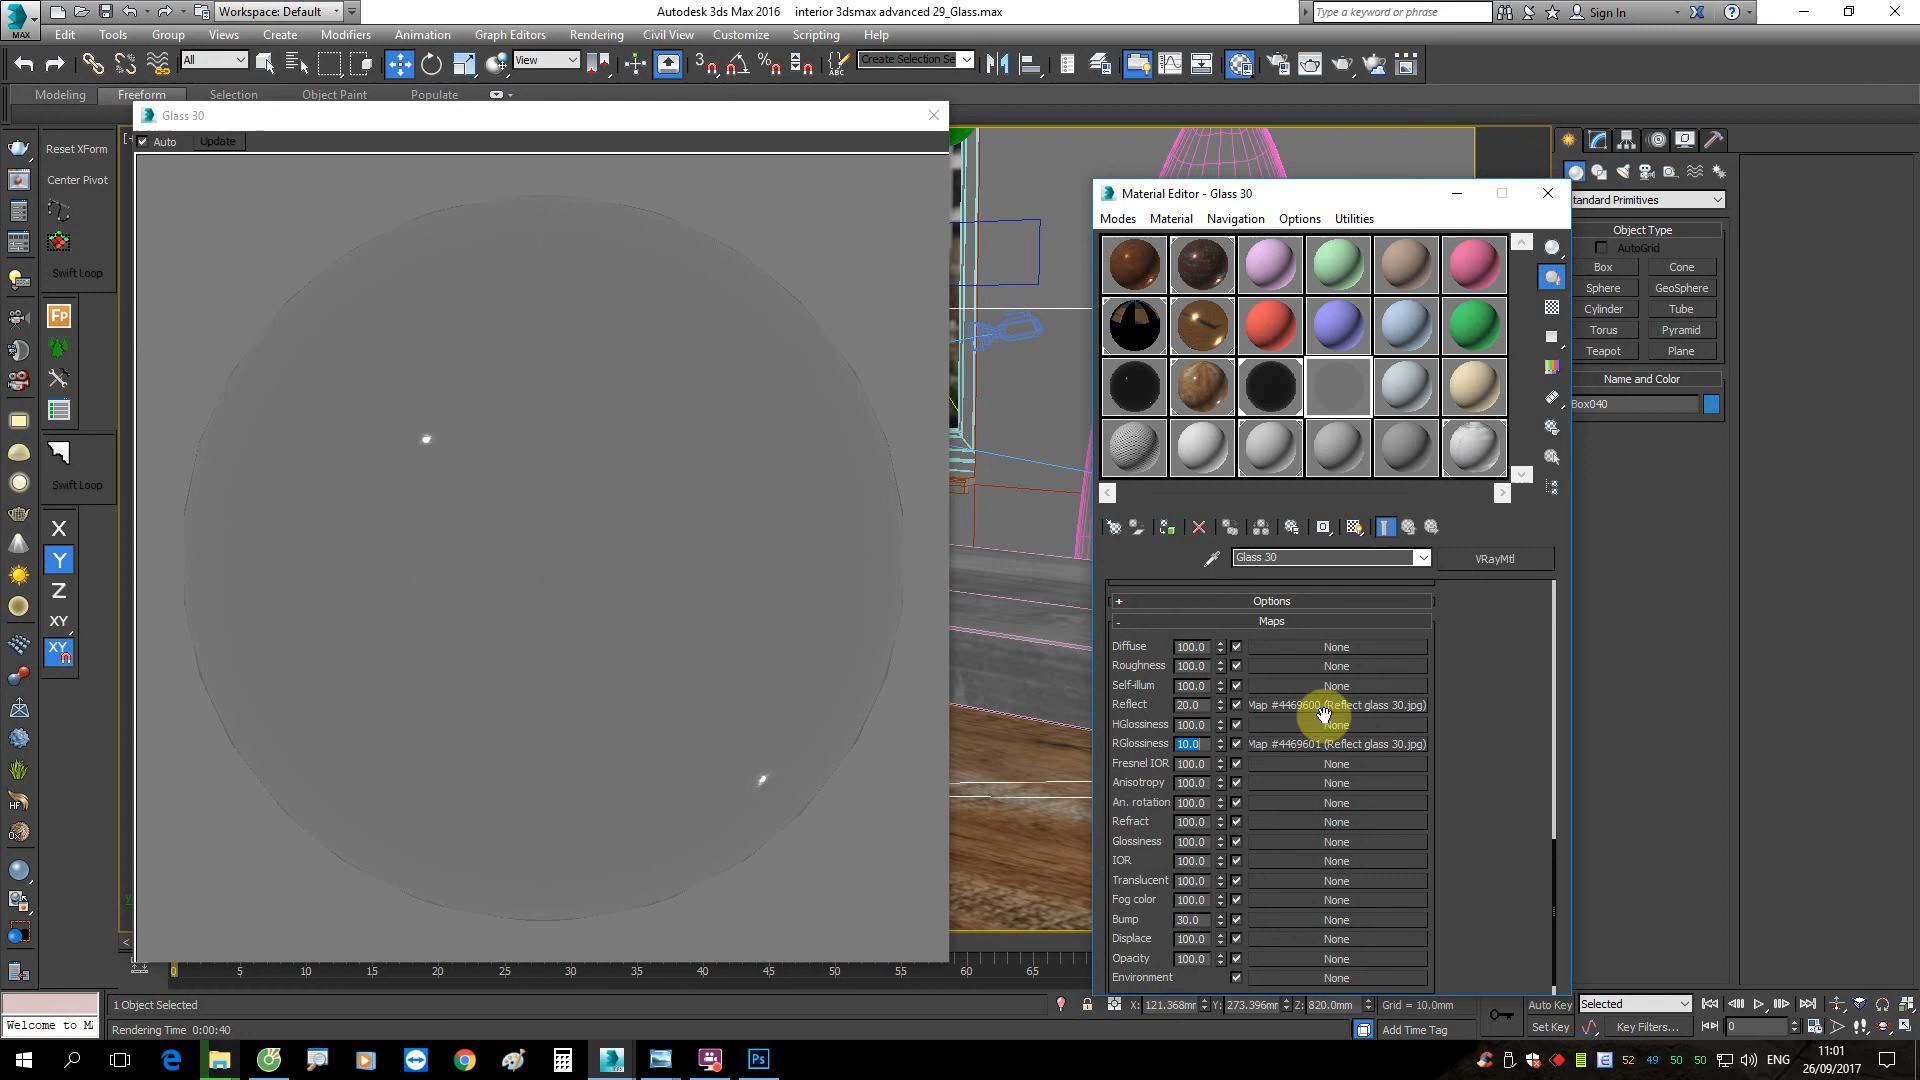 Workspace: Default
Autodesk 3ds Max 2016 interior 3dsmax advanced 29_Glass.max
Type a keyword or phrase
Sign In
MAX
Edit Tools Group Views Create Modifiers Animation Graph Editors Rendering Civil View Customize Scripting Help
All
View
Create Selection Se
Modeling Freeform Selection Object Paint Populate
Glass 30
Auto Update
Reset XForm
Center Pivot
Swift Loop
Fp
Swift Loop
X
Y
Z
XY
XY
Material Editor - Glass 30
Modes Material Navigation Options Utilities
Glass 30
VRayMtl
+ Options
- Maps
Diffuse 100.0 None
Roughness 100.0 None
Self-illum 100.0 None
Reflect 20.0 Map #4469600 (Reflect glass 30.jpg)
HGlossiness 100.0 None
RGlossiness 10.0 Map #4469601 (Reflect glass 30.jpg)
Fresnel IOR 100.0 None
Anisotropy 100.0 None
An. rotation 100.0 None
Refract 100.0 None
Glossiness 100.0 None
IOR 100.0 None
Translucent 100.0 None
Fog color 100.0 None
Bump 30.0 None
Displace 100.0 None
Opacity 100.0 None
Environment None
tandard Primitives
Object Type
AutoGrid
Box Cone
Sphere GeoSphere
Cylinder Tube
Torus Pyramid
Teapot Plane
Name and Color
Box040
0 5 10 15 20 25 30 35 40 45 50 55 60 65
1 Object Selected
X: 121.368mm Y: 273.396mm Z: 820.0mm Grid = 10.0mm
Auto Key Selected
Welcome to M
Rendering Time 0:00:40
Add Time Tag
Set Key Key Filters... 0
52 49 50 50 ENG
11:01
26/09/2017